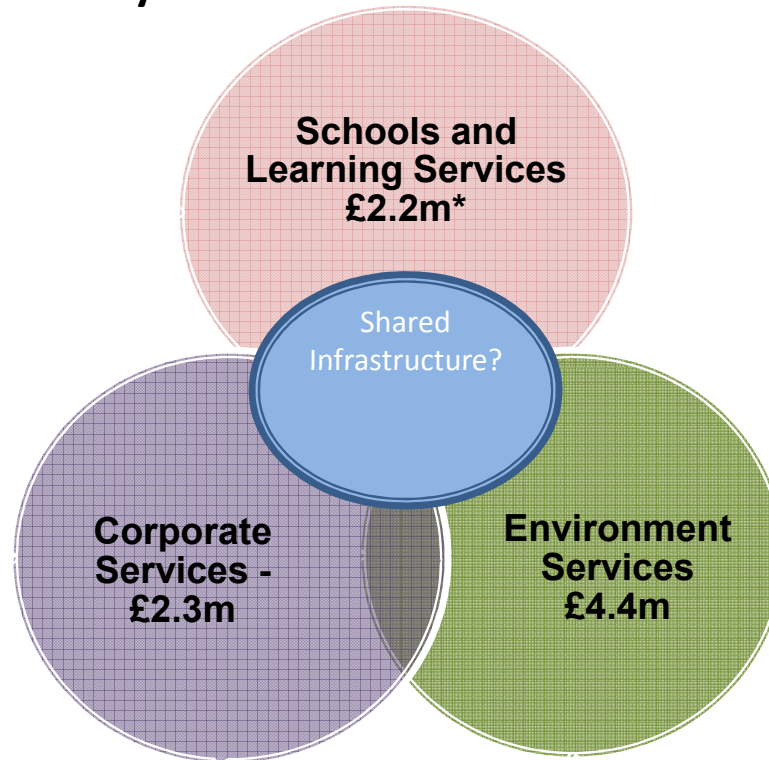 Schools and
Learning Services
£2.2m*
Shared
Infrastructure?
Corporate
Services -
£2.3m
Environment
Services
£4.4m